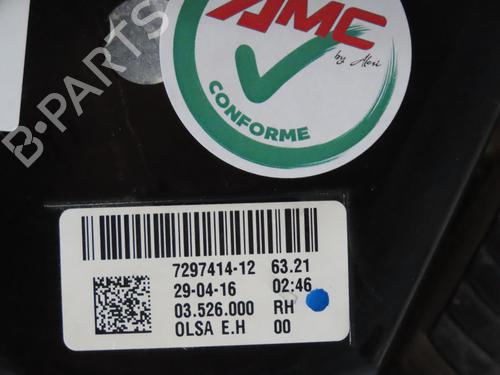 AMC
by Aleri
CONFORME
B-PARTS
7297414-12 63.21
29-04-16 02:46
03.526.000 RH
OLSA E.H 00